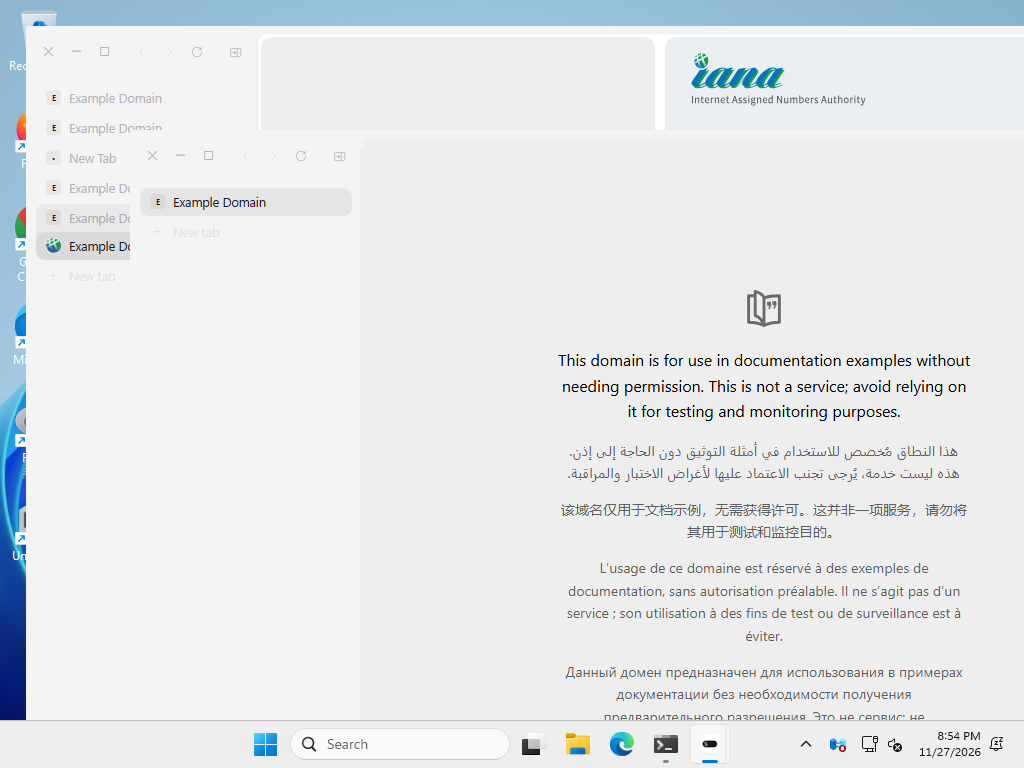 Example Domain
Example Domain
New Tab
Example Do
Example Do
Example Do
New tab
iana
Internet Assigned Numbers Authority
Example Domain
New tab
This domain is for use in documentation examples without
needing permission. This is not a service; avoid relying on
it for testing and monitoring purposes.
هذا النطاق مُخصص للاستخدام في أمثلة التوثيق دون الحاجة إلى إذن.
هذه ليست خدمة، يُرجى تجنب الاعتماد عليها لأغراض الاختبار والمراقبة.
该域名仅用于文档示例，无需获得许可。这并非一项服务，请勿将
其用于测试和监控目的。
L’usage de ce domaine est réservé à des exemples de
documentation, sans autorisation préalable. Il ne s’agit pas d’un
service ; son utilisation à des fins de test ou de surveillance est à
éviter.
Данный домен предназначен для использования в примерах
документации без необходимости получения
предварительного разрешения. Это не сервис; не
Search
8:54 PM
11/27/2026